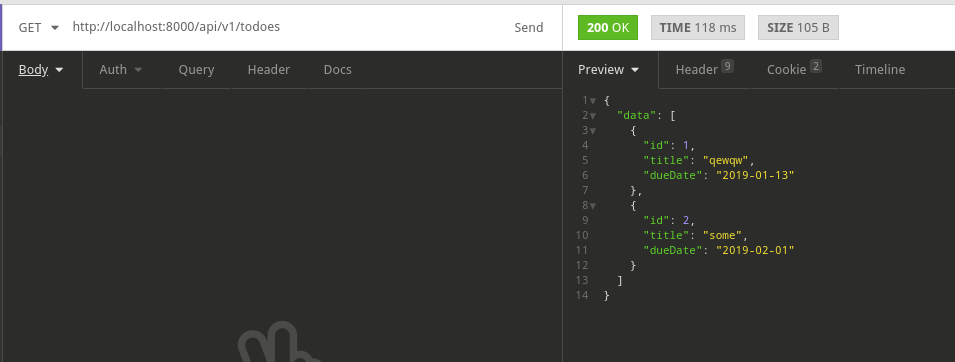 GET http://localhost:8000/api/v1/todoes Send 200 OK TIME 118 ms SIZE 105 B
Body Auth Query Header Docs Preview Header 9 Cookie 2 Timeline
1 {
2 "data": [
3 {
4 "id": 1,
5 "title": "qewqw",
6 "dueDate": "2019-01-13"
7 },
8 {
9 "id": 2,
10 "title": "some",
11 "dueDate": "2019-02-01"
12 }
13 ]
14 }